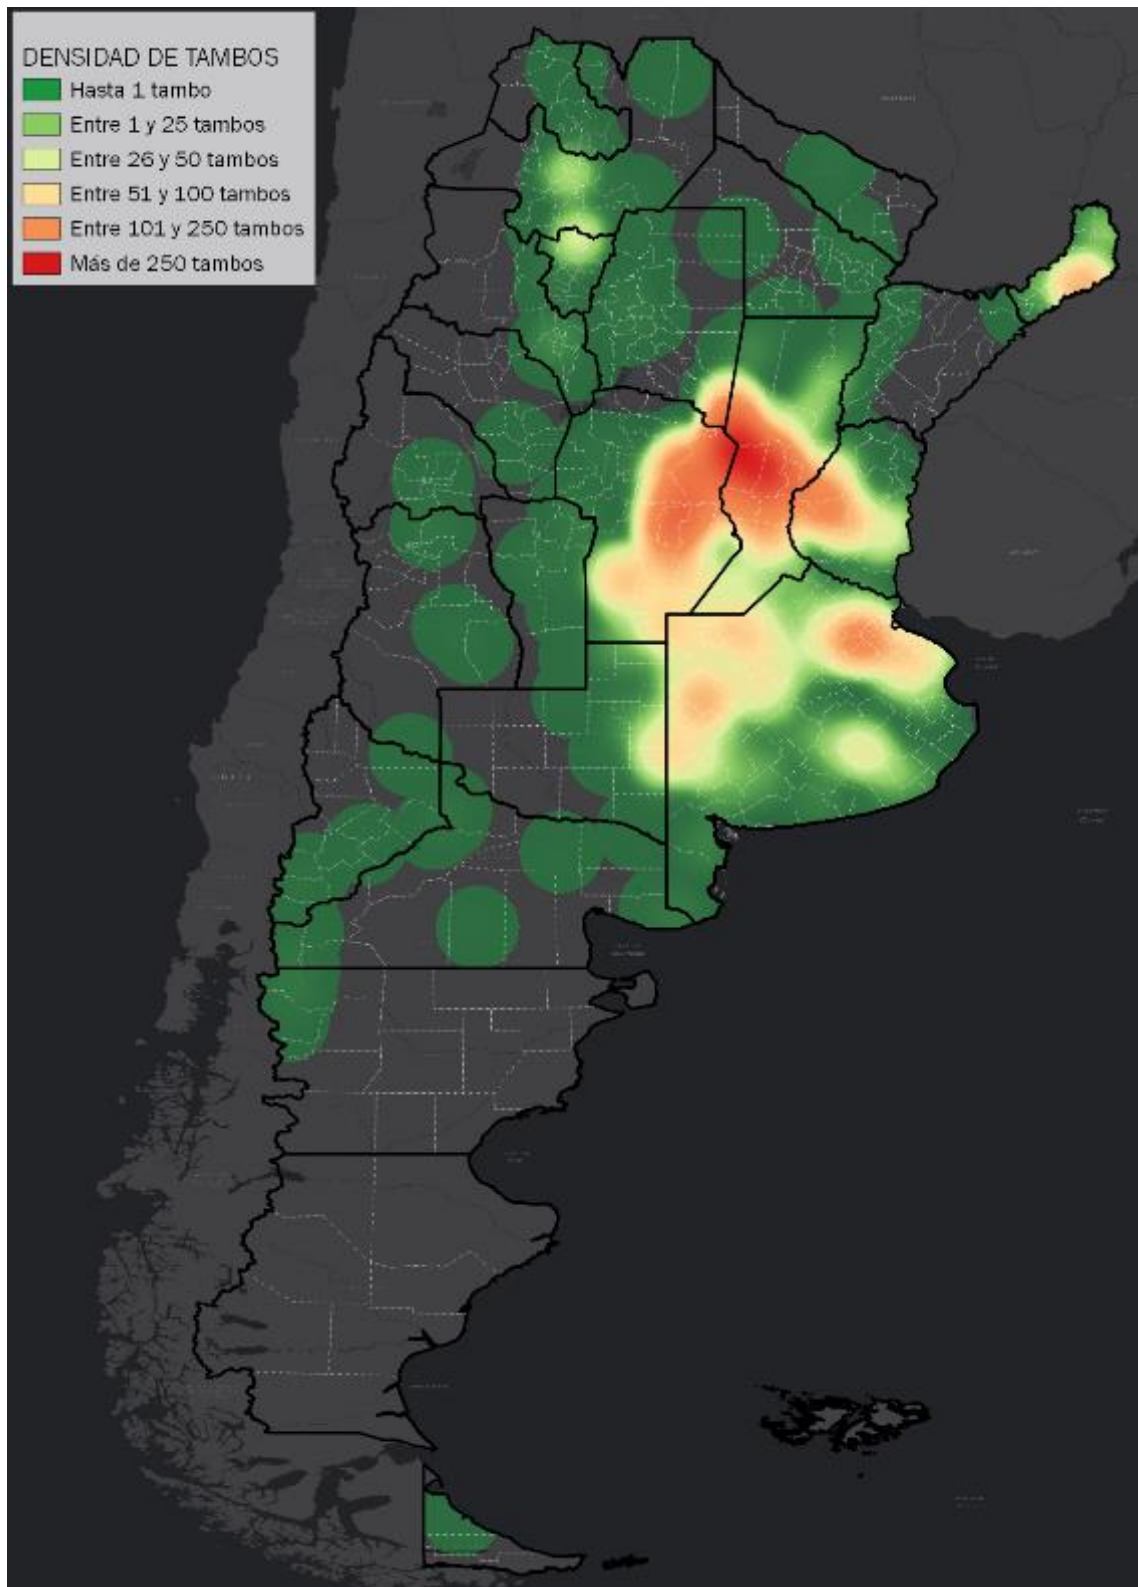 DENSIDAD DE TAMBOS
Hasta 1 tambo
Entre 1 y 25 tambos
Entre 26 y 50 tambos
Entre 51 y 100 tambos
Entre 101 y 250 tambos
Más de 250 tambos